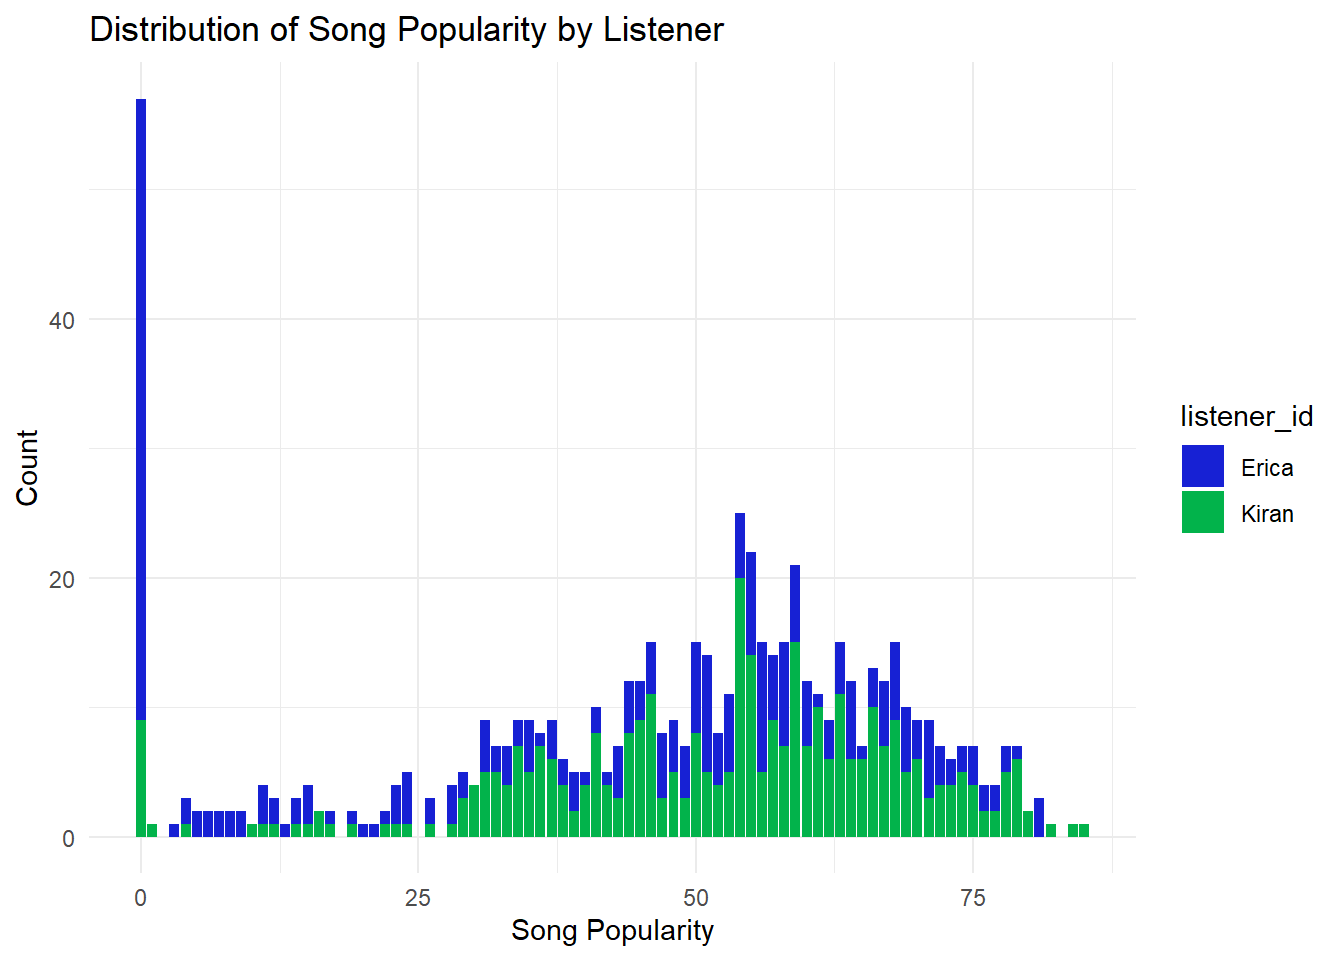 Distribution of Song Popularity by Listener
Count
40
20
0
0 25 50 75
Song Popularity
listener_id
Erica
Kiran